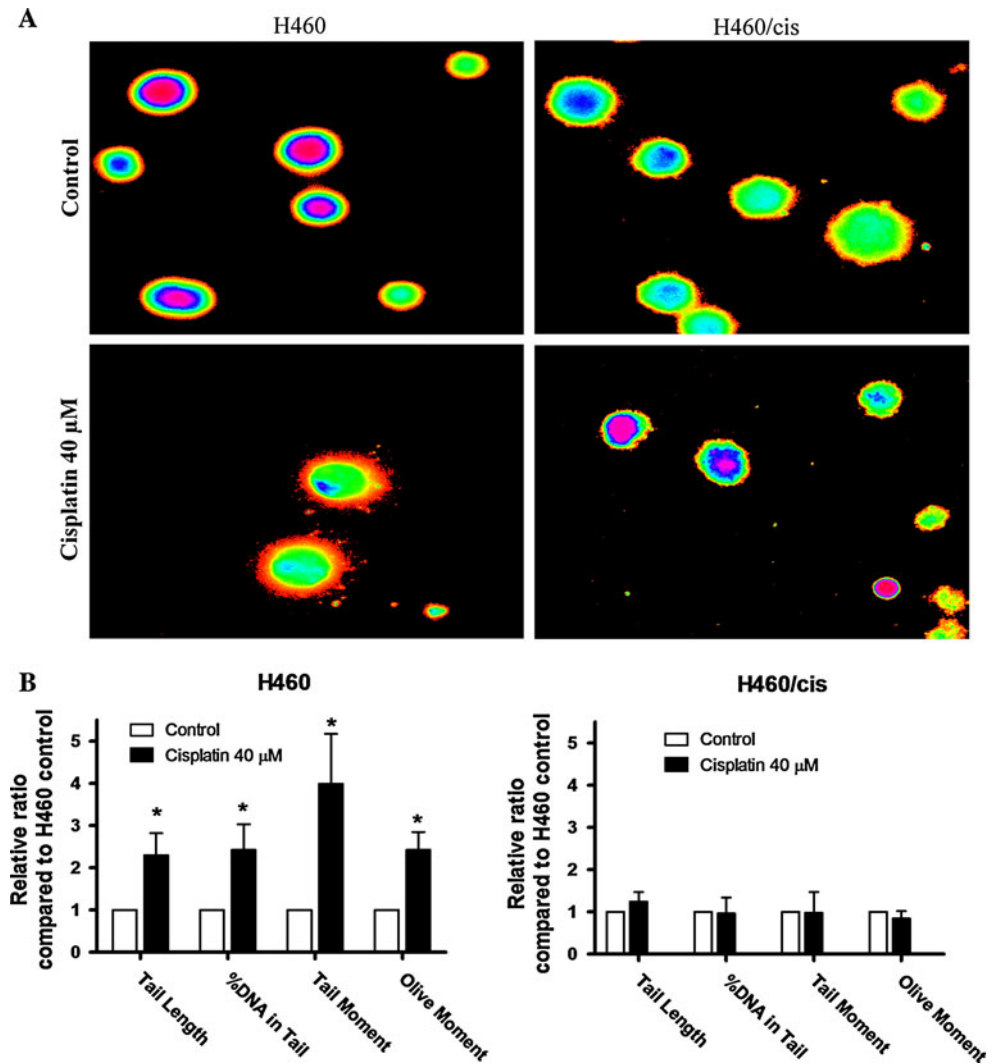 A
H460
H460/cis
Control
Cisplatin 40 µM
B
H460
Relative ratio
compared to H460 control
5
4
3
2
1
0
Control
Cisplatin 40 µM
*
*
*
*
Tail Length
%DNA in Tail
Tail Moment
Olive Moment
H460/cis
Relative ratio
compared to H460 control
5
4
3
2
1
0
Control
Cisplatin 40 µM
Tail Length
%DNA in Tail
Tail Moment
Olive Moment